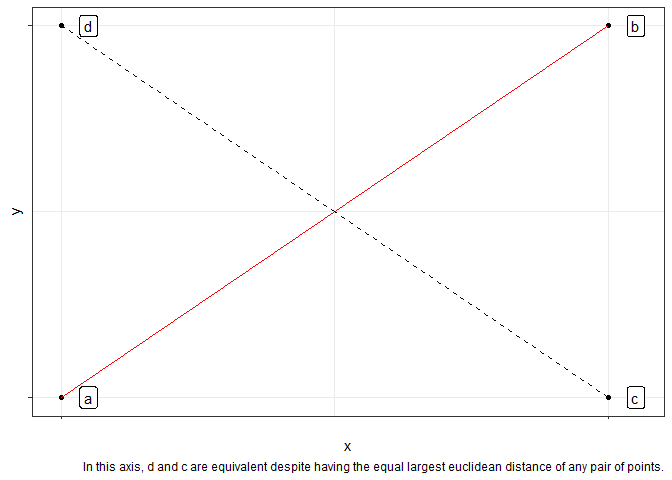 d
b
y
a
c
x
In this axis, d and c are equivalent despite having the equal largest euclidean distance of any pair of points.